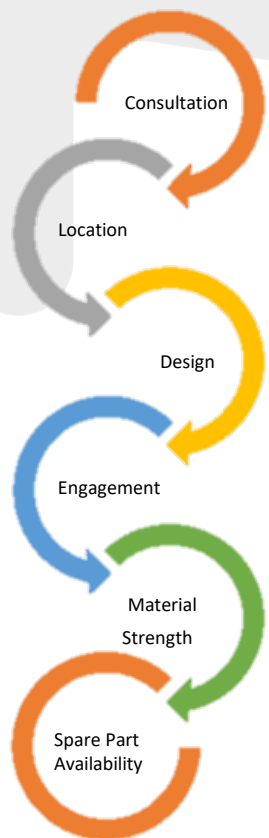 Consultation
Location
Design
Engagement
Material
Strength
Spare Part
Availability